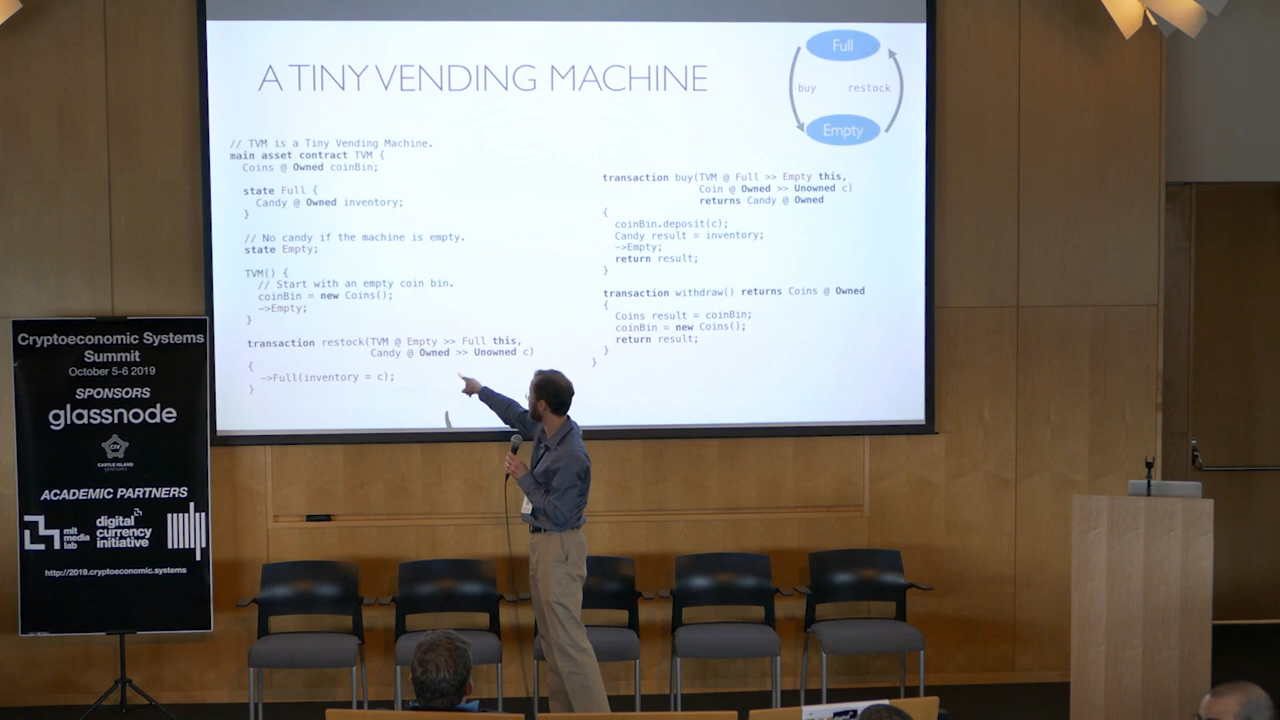 A TINY VENDING MACHINE
Full
buy
restock
Empty
// TVM is a Tiny Vending Machine.
main asset contract TVM {
Coins @ Owned coinBin;
state Full {
Candy @ Owned inventory;
}
// No candy if the machine is empty.
state Empty;
TVM() {
// Start with an empty coin bin.
coinBin = new Coins();
->Empty;
}
transaction restock(TVM @ Empty >> Full this,
Candy @ Owned >> Unowned c)
{
->Full(inventory = c);
}
transaction buy(TVM @ Full >> Empty this,
Coin @ Owned >> Unowned c)
returns Candy @ Owned
{
coinBin.deposit(c);
Candy result = inventory;
->Empty;
return result;
}
transaction withdraw() returns Coins @ Owned
{
Coins result = coinBin;
coinBin = new Coins();
return result;
}
}
Cryptoeconomic Systems
Summit
October 5-6 2019
SPONSORS
glassnode
CIV
CASTLE ISLAND
VENTURES
ACADEMIC PARTNERS
mit
media
lab
digital
currency
initiative
http://2019.cryptoeconomic.systems